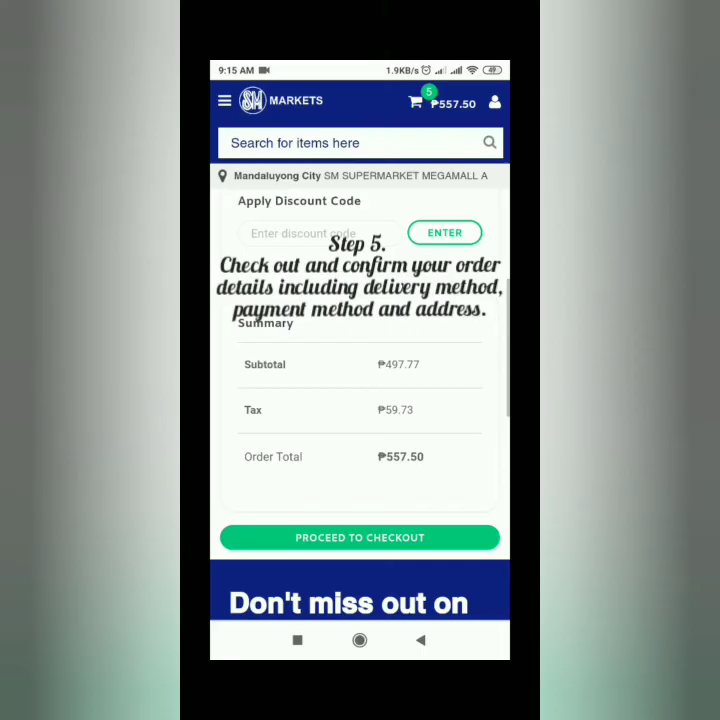 9:15 AM 1.9KB/s 49
SM MARKETS 5 ₱557.50
Search for items here
Mandaluyong City SM SUPERMARKET MEGAMALL A
Apply Discount Code
Enter discount code ENTER
Step 5.
Check out and confirm your order
details including delivery method,
payment method and address.
Summary
Subtotal ₱497.77
Tax ₱59.73
Order Total ₱557.50
PROCEED TO CHECKOUT
Don't miss out on